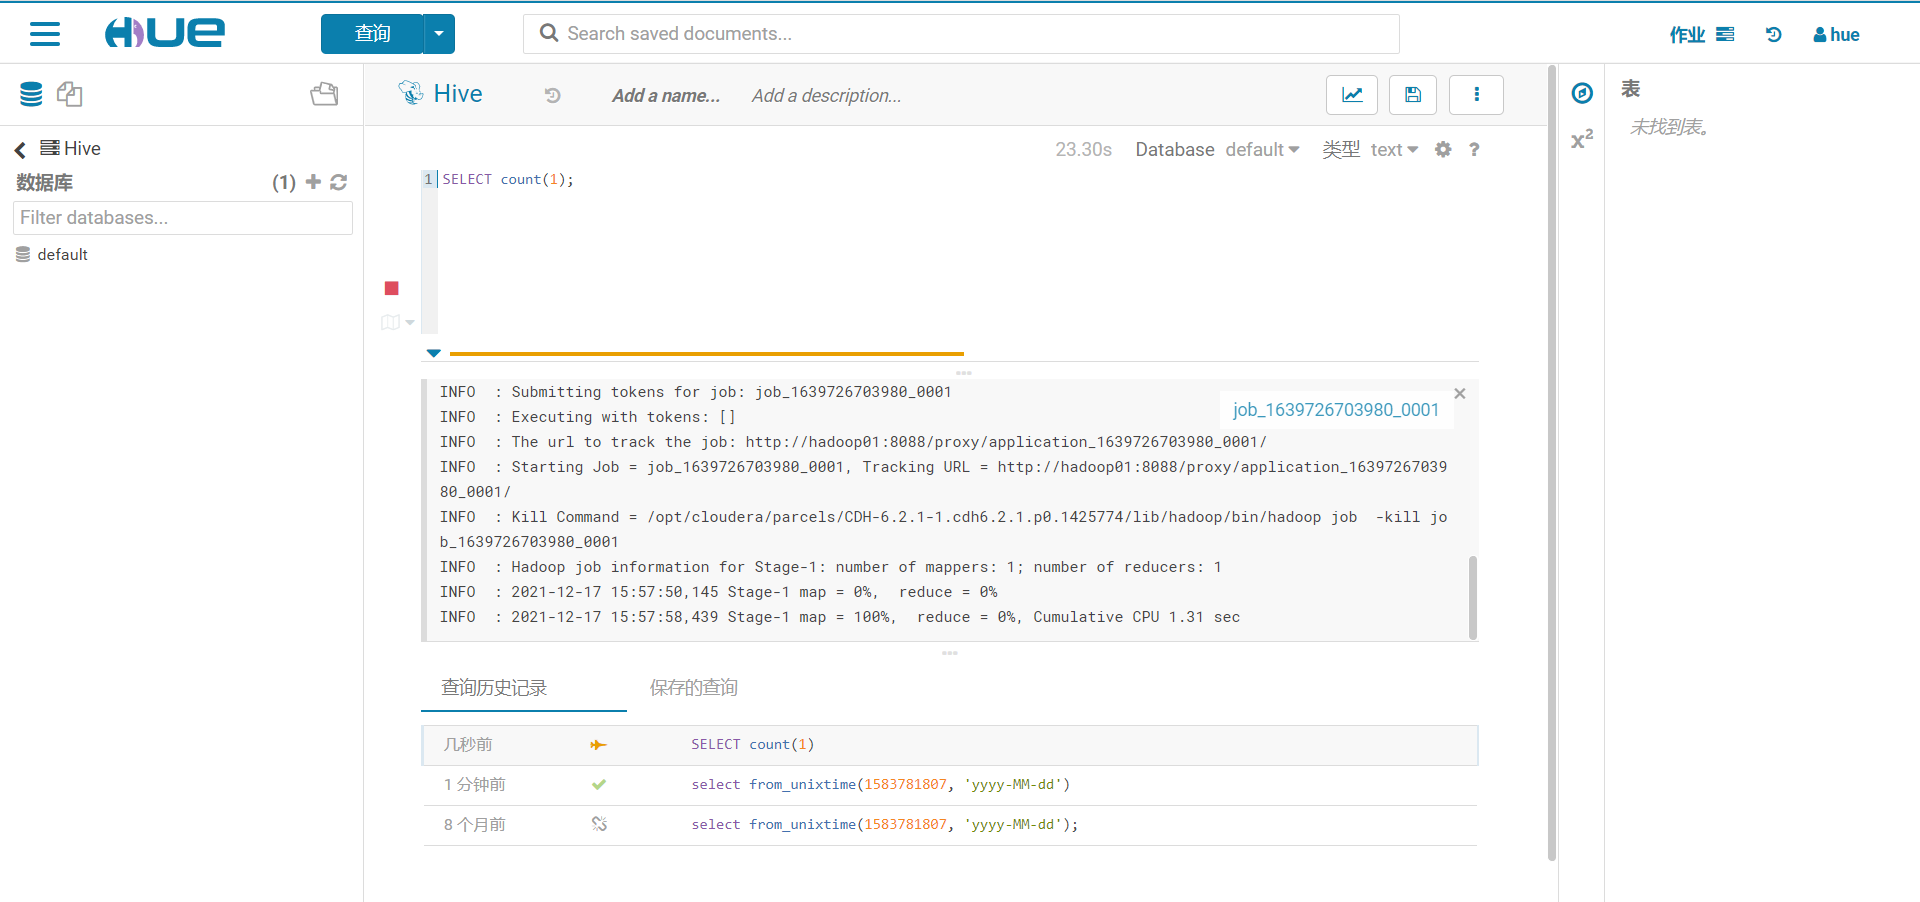 HUE
查询
Search saved documents...
作业
hue
Hive
Add a name...
Add a description...
表
未找到表。
x²
Hive
数据库
(1)
Filter databases...
default
23.30s
Database default
类型 text
?
1 SELECT count(1);
INFO  : Submitting tokens for job: job_1639726703980_0001
job_1639726703980_0001
INFO  : Executing with tokens: []
INFO  : The url to track the job: http://hadoop01:8088/proxy/application_1639726703980_0001/
INFO  : Starting Job = job_1639726703980_0001, Tracking URL = http://hadoop01:8088/proxy/application_16397267039
80_0001/
INFO  : Kill Command = /opt/cloudera/parcels/CDH-6.2.1-1.cdh6.2.1.p0.1425774/lib/hadoop/bin/hadoop job  -kill jo
b_1639726703980_0001
INFO  : Hadoop job information for Stage-1: number of mappers: 1; number of reducers: 1
INFO  : 2021-12-17 15:57:50,145 Stage-1 map = 0%,  reduce = 0%
INFO  : 2021-12-17 15:57:58,439 Stage-1 map = 100%,  reduce = 0%, Cumulative CPU 1.31 sec
查询历史记录
保存的查询
几秒前 SELECT count(1)
1 分钟前 select from_unixtime(1583781807, 'yyyy-MM-dd')
8 个月前 select from_unixtime(1583781807, 'yyyy-MM-dd');